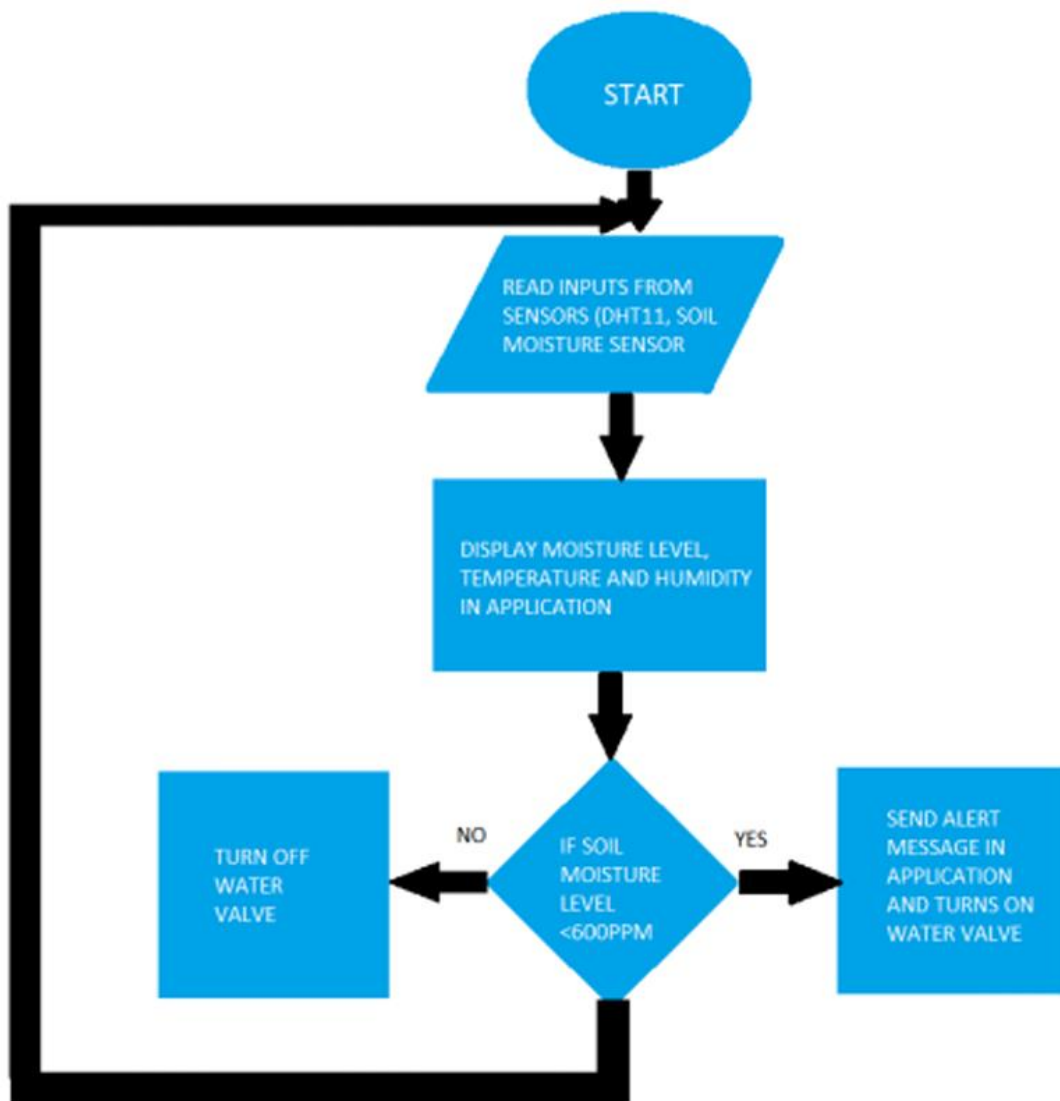 START
READ INPUTS FROM
SENSORS (DHT11, SOIL
MOISTURE SENSOR
DISPLAY MOISTURE LEVEL,
TEMPERATURE AND HUMIDITY
IN APPLICATION
NO
YES
TURN OFF
WATER
VALVE
IF SOIL
MOISTURE
LEVEL
<600PPM
SEND ALERT
MESSAGE IN
APPLICATION
AND TURNS ON
WATER VALVE